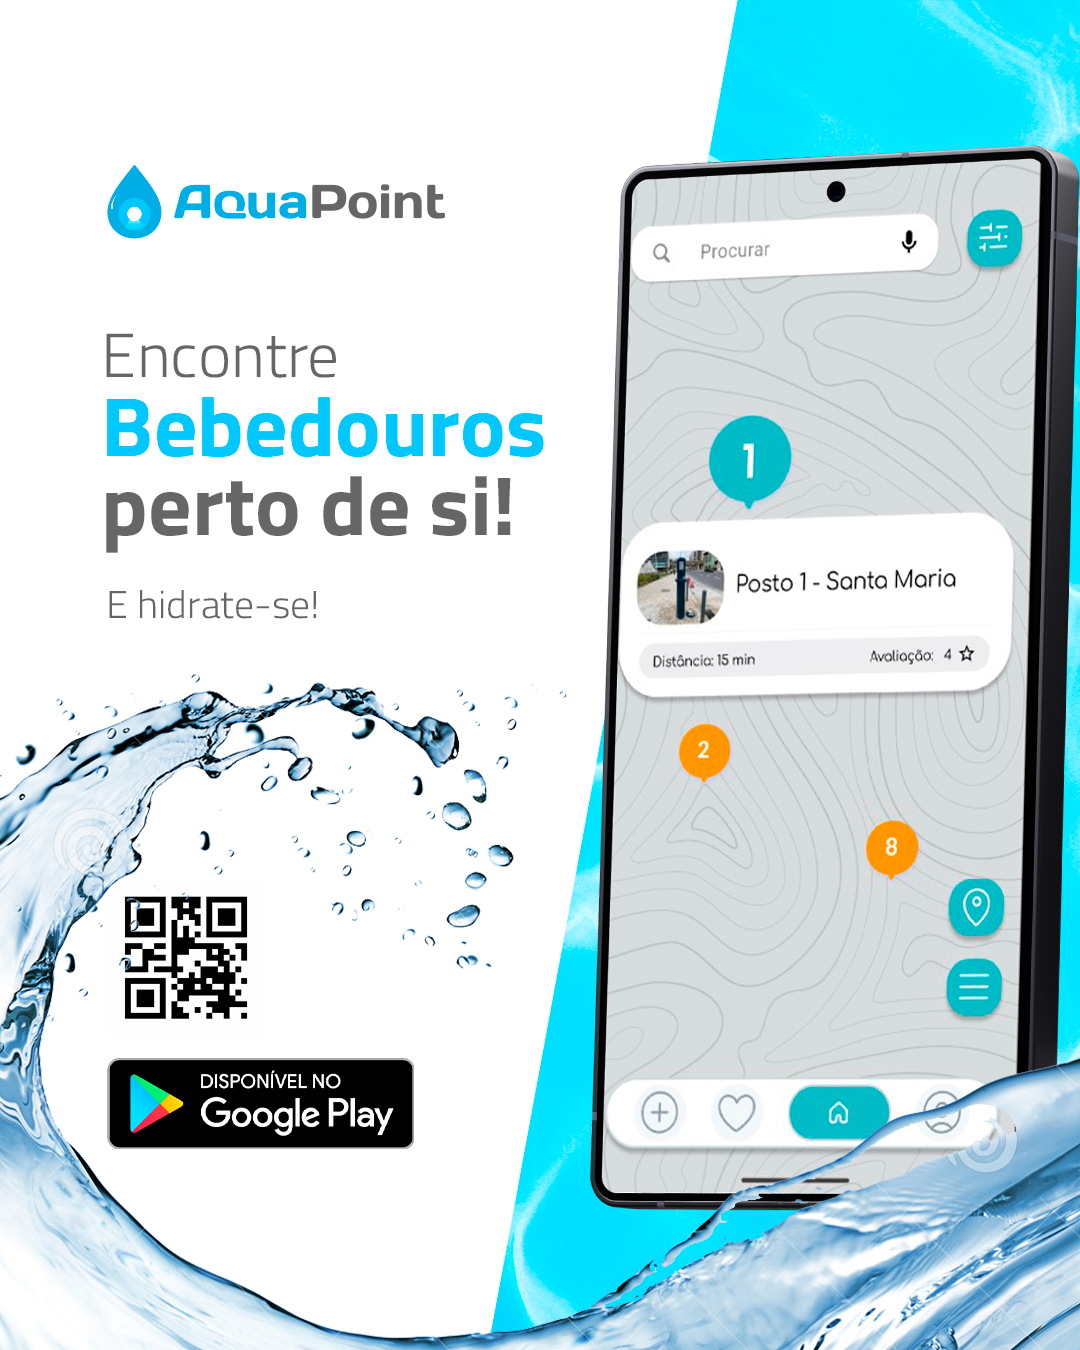 AquaPoint
Encontre
Bebedouros
perto de si!
E hidrate-se!
DISPONÍVEL NO
Google Play
Procurar
1
Posto 1 - Santa Maria
Distância: 15 min
Avaliação: 4
2
8